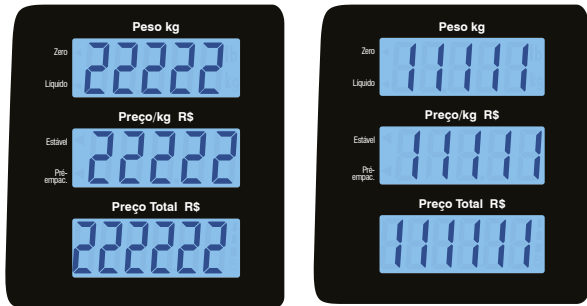 Peso kg
Zero
22222
Líquido
Preço/kg R$
Estável
22222
Pré-
empac.
Preço Total R$
222222
Peso kg
Zero
11111
Líquido
Preço/kg R$
Estável
11111
Pré-
empac.
Preço Total R$
111111